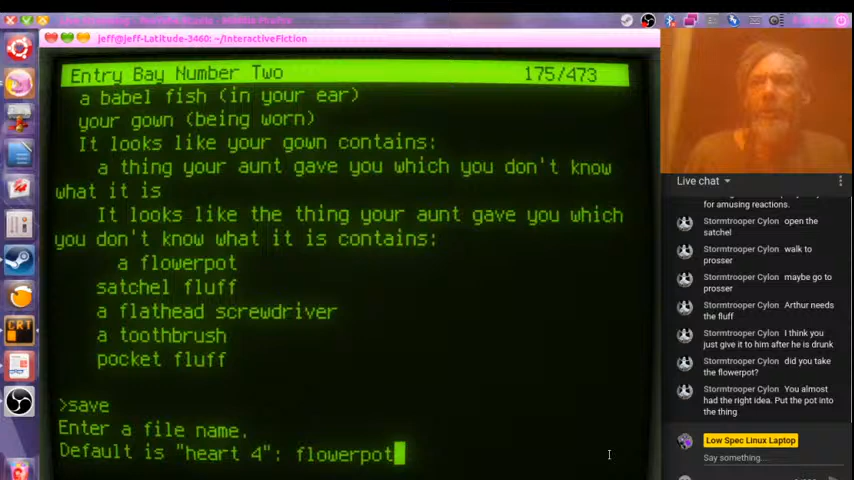 jeff@jeff-Latitude-3460: ~/InteractiveFiction
Entry Bay Number Two 175/473
a babel fish (in your ear)
your gown (being worn)
It looks like your gown contains:
a thing your aunt gave you which you don't know
what it is
It looks like the thing your aunt gave you which
you don't know what it is contains:
a flowerpot
satchel fluff
a flathead screwdriver
a toothbrush
pocket fluff
>save
Enter a file name.
Default is "heart 4": flowerpot
CRT
Live chat
for amusing reactions.
Stormtrooper Cylon open the
satchel
Stormtrooper Cylon walk to
prosser
Stormtrooper Cylon maybe go to
prosser
Stormtrooper Cylon Arthur needs
the fluff
Stormtrooper Cylon I think you
just give it to him after he is drunk
Stormtrooper Cylon did you take
the flowerpot?
Stormtrooper Cylon You almost
had the right idea. Put the pot into
the thing
Low Spec Linux Laptop
Say something...